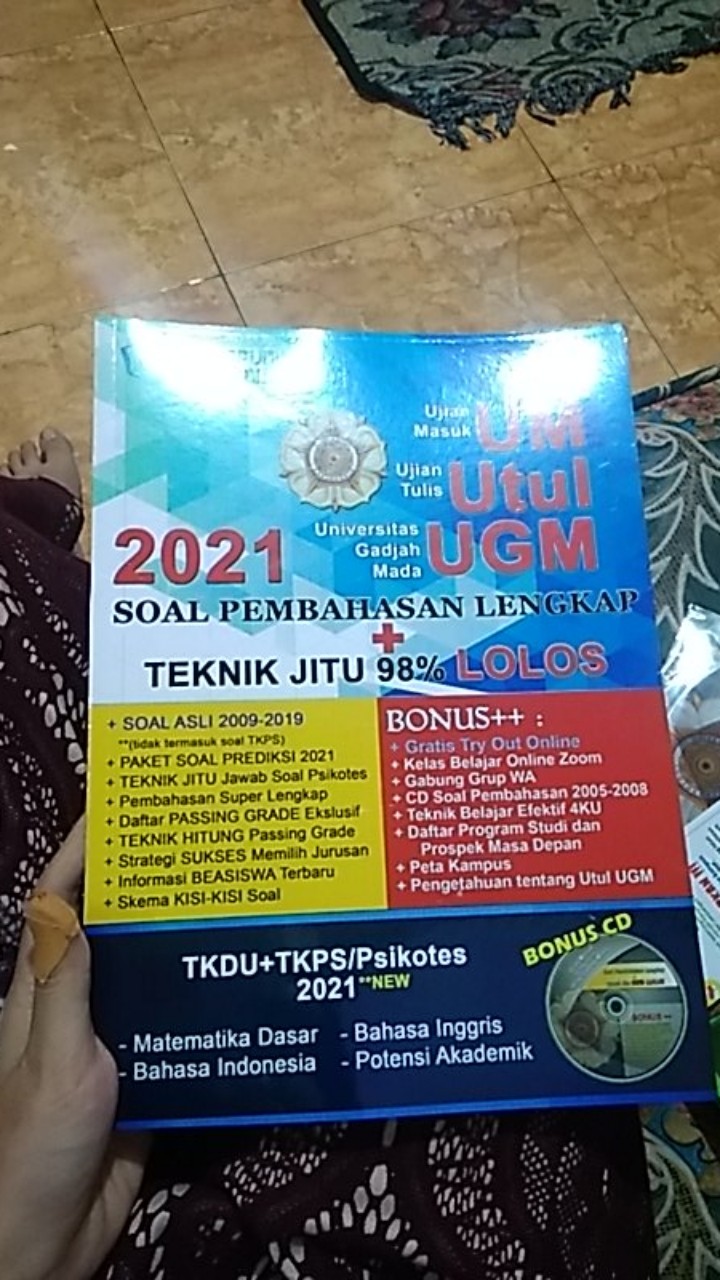 Ujian
Masuk UM
Ujian
Tulis Utul
Universitas
Gadjah
Mada UGM
2021
SOAL PEMBAHASAN LENGKAP
+
TEKNIK JITU 98% LOLOS
+ SOAL ASLI 2009-2019
**(tidak termasuk soal TKPS)
+ PAKET SOAL PREDIKSI 2021
+ TEKNIK JITU Jawab Soal Psikotes
+ Pembahasan Super Lengkap
+ Daftar PASSING GRADE Ekslusif
+ TEKNIK HITUNG Passing Grade
+ Strategi SUKSES Memilih Jurusan
+ Informasi BEASISWA Terbaru
+ Skema KISI-KISI Soal
BONUS++ :
+ Gratis Try Out Online
+ Kelas Belajar Online Zoom
+ Gabung Grup WA
+ CD Soal Pembahasan 2005-2008
+ Teknik Belajar Efektif 4KU
+ Daftar Program Studi dan
Prospek Masa Depan
+ Peta Kampus
+ Pengetahuan tentang Utul UGM
TKDU+TKPS/Psikotes
2021**NEW
- Matematika Dasar
- Bahasa Indonesia
- Bahasa Inggris
- Potensi Akademik
BONUS CD
BONUS ++